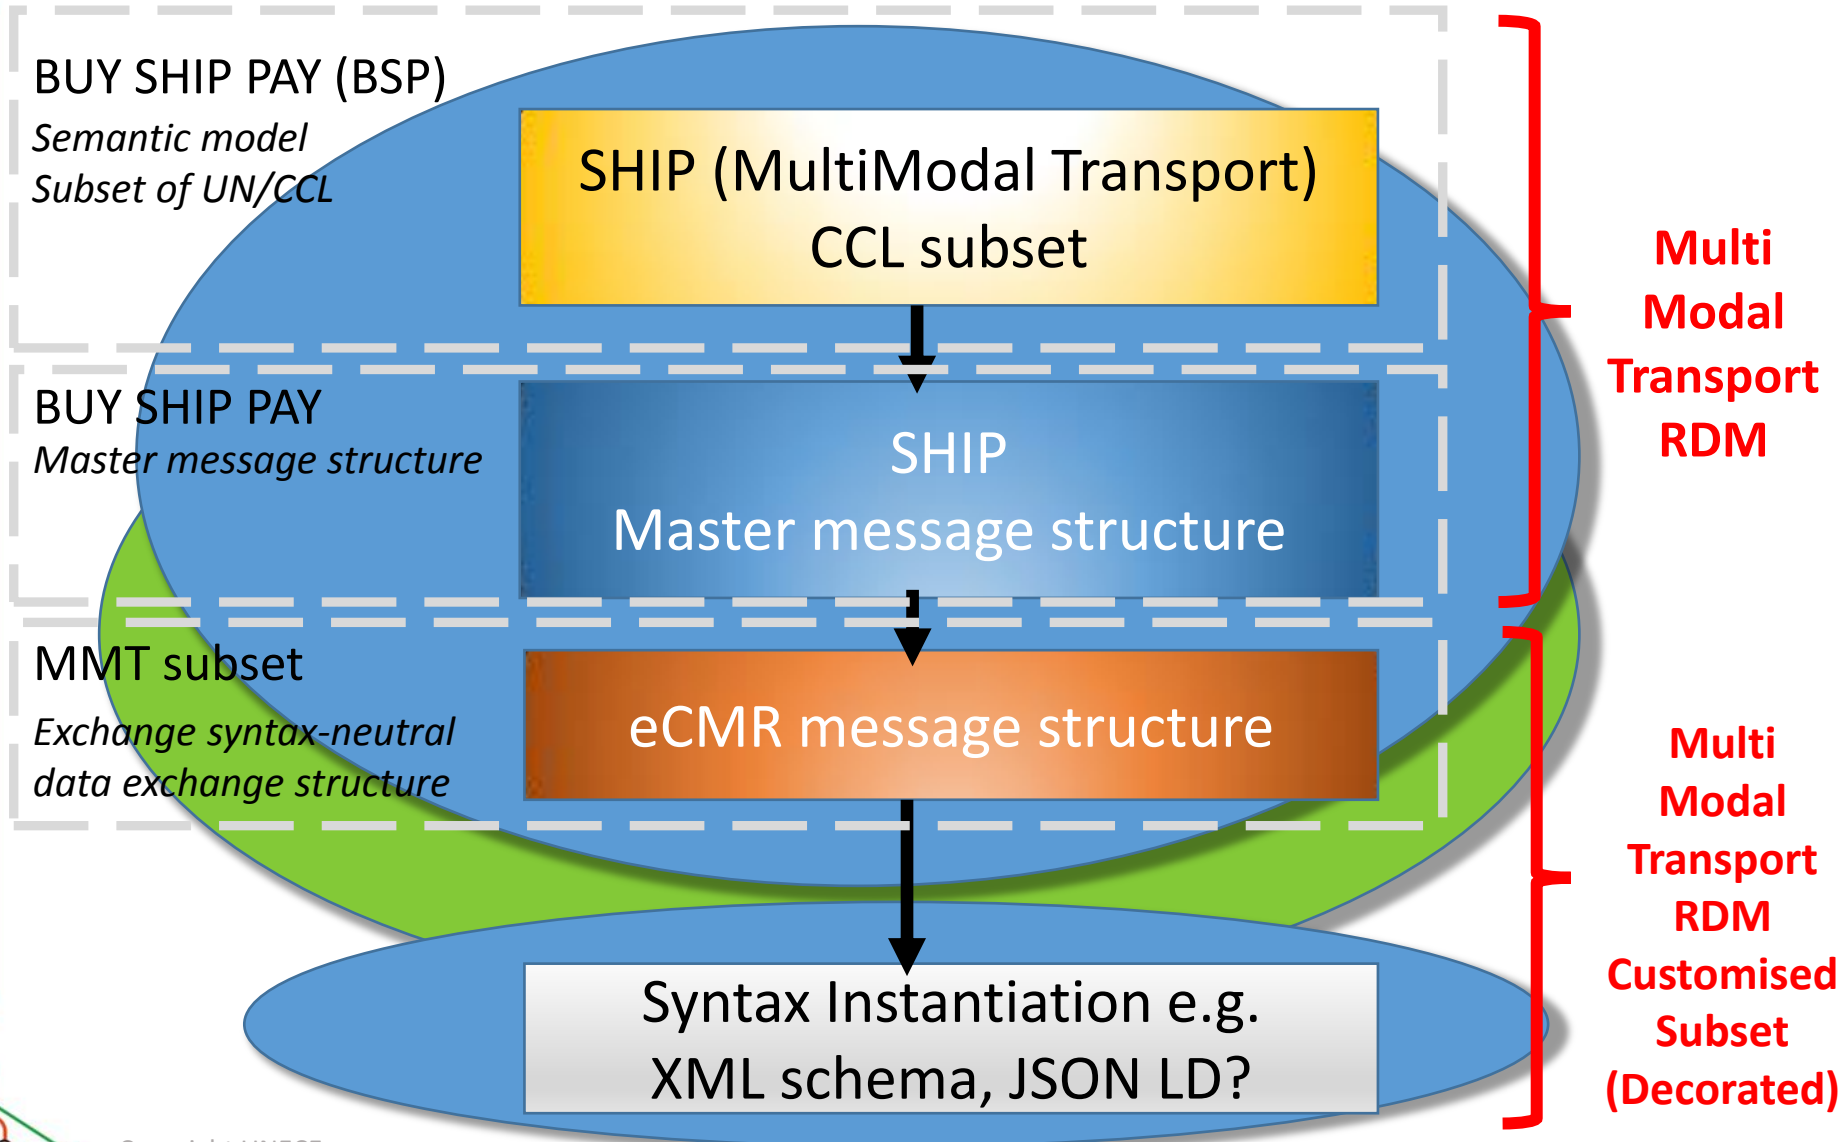 BUY SHIP PAY (BSP)
Semantic model
Subset of UN/CCL
SHIP (MultiModal Transport)
CCL subset
BUY SHIP PAY
Master message structure
SHIP
Master message structure
MMT subset
Exchange syntax-neutral
data exchange structure
eCMR message structure
Syntax Instantiation e.g.
XML schema, JSON LD?
Multi
Modal
Transport
RDM
Multi
Modal
Transport
RDM
Customised
Subset
(Decorated)